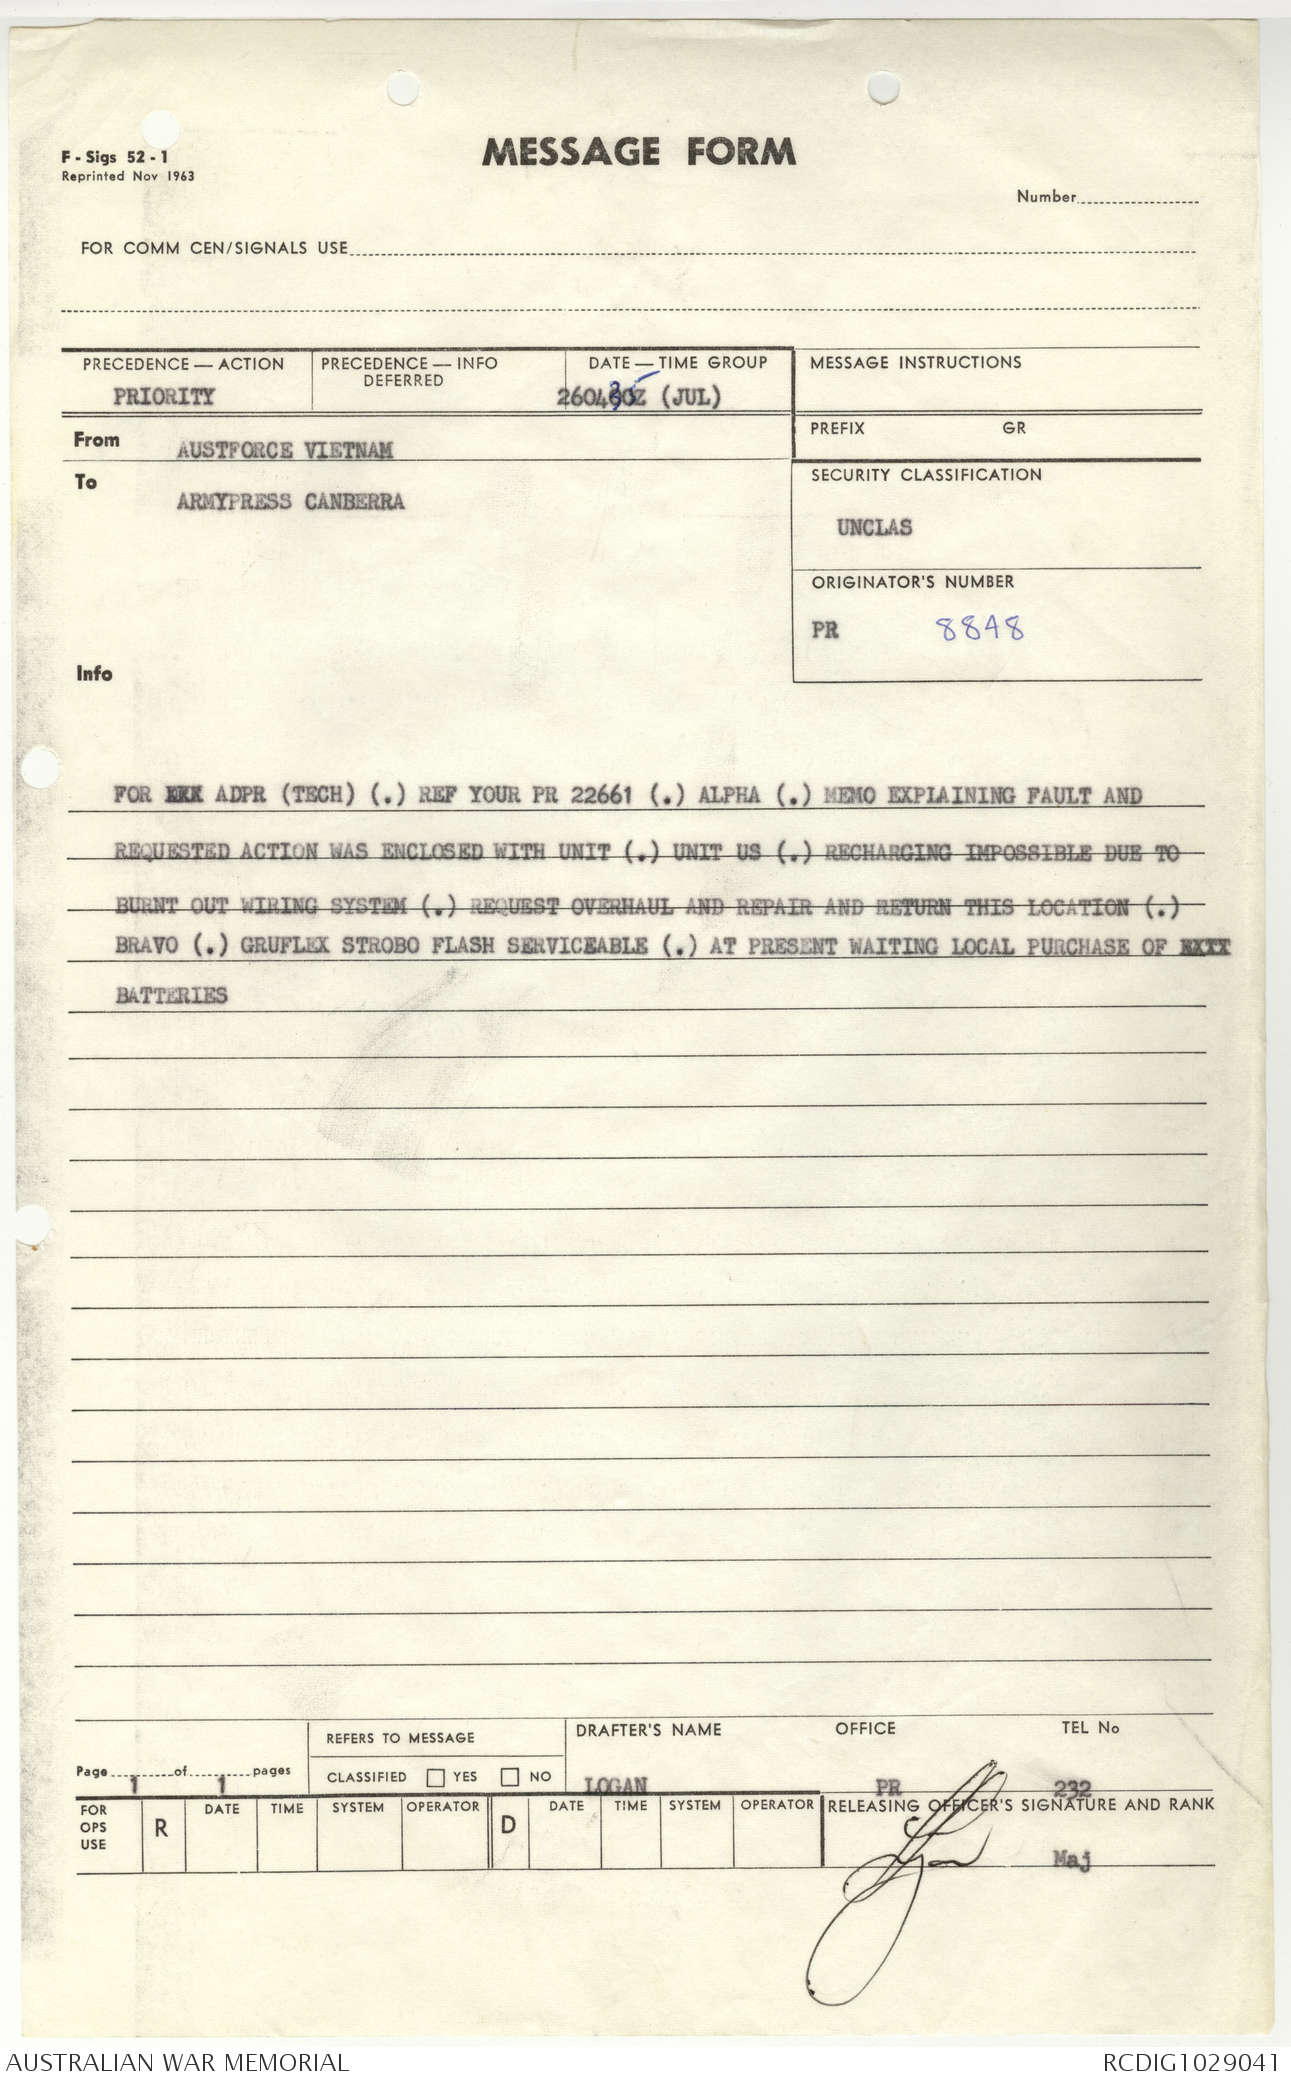 MESSAGE FORM
F - Sigs 52 - 1
Reprinted Nov 1963
Number
FOR COMM CEN/SIGNALS USE
PRECEDENCE — ACTION
PRIORITY
PRECEDENCE — INFO
DEFERRED
DATE — TIME GROUP
260435Z (JUL)
MESSAGE INSTRUCTIONS
PREFIX GR
From AUSTFORCE VIETNAM
To ARMYPRESS CANBERRA
SECURITY CLASSIFICATION
UNCLAS
ORIGINATOR'S NUMBER
PR 8848
Info
FOR ADPR (TECH) (.) REF YOUR PR 22661 (.) ALPHA (.) MEMO EXPLAINING FAULT AND
REQUESTED ACTION WAS ENCLOSED WITH UNIT (.) UNIT US (.) RECHARGING IMPOSSIBLE DUE TO
BURNT OUT WIRING SYSTEM (.) REQUEST OVERHAUL AND REPAIR AND RETURN THIS LOCATION (.)
BRAVO (.) GRUFLEX STROBO FLASH SERVICEABLE (.) AT PRESENT WAITING LOCAL PURCHASE OF
BATTERIES
Page 1 of 1 pages
REFERS TO MESSAGE
CLASSIFIED YES NO
DRAFTER'S NAME OFFICE TEL No
LOGAN PR 232
FOR OPS USE
R DATE TIME SYSTEM OPERATOR D DATE TIME SYSTEM OPERATOR
RELEASING OFFICER'S SIGNATURE AND RANK
Maj
AUSTRALIAN WAR MEMORIAL RCDIG1029041